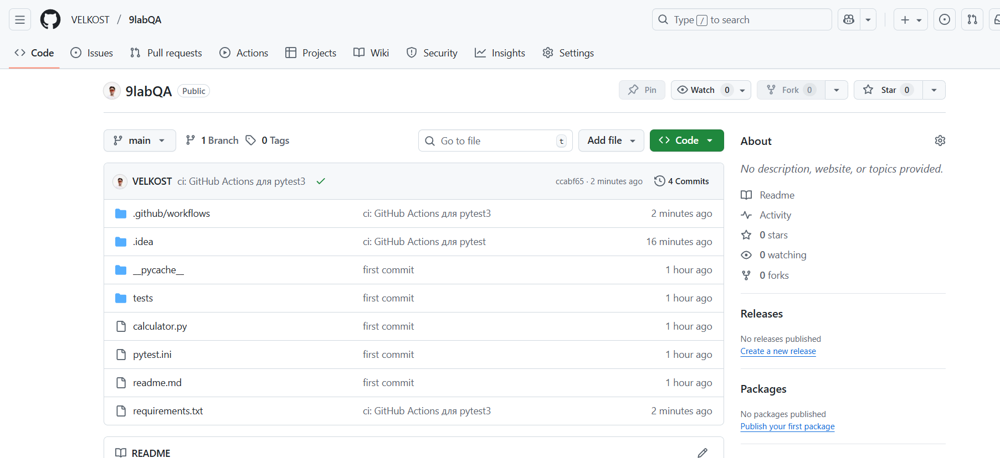 VELKOST / 9labQA
Type / to search
Code Issues Pull requests Actions Projects Wiki Security Insights Settings
9labQA Public
Pin Watch 0 Fork 0 Star 0
main 1 Branch 0 Tags
Go to file t
Add file
Code
VELKOST ci: GitHub Actions для pytest3 ccabf65 · 2 minutes ago 4 Commits
.github/workflows ci: GitHub Actions для pytest3 2 minutes ago
.idea ci: GitHub Actions для pytest 16 minutes ago
__pycache__ first commit 1 hour ago
tests first commit 1 hour ago
calculator.py first commit 1 hour ago
pytest.ini first commit 1 hour ago
readme.md first commit 1 hour ago
requirements.txt ci: GitHub Actions для pytest3 2 minutes ago
README
About
No description, website, or topics provided.
Readme
Activity
0 stars
0 watching
0 forks
Releases
No releases published
Create a new release
Packages
No packages published
Publish your first package